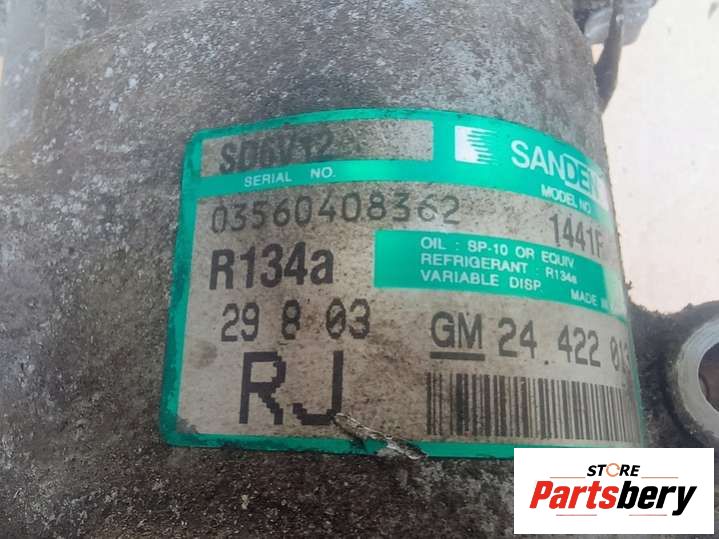 SD6V12
SANDEN
SERIAL NO.
MODEL NO.
03560408362
1441F
R134a
OIL : SP-10 OR EQUIV
REFRIGERANT : R134a
VARIABLE DISP.
MADE IN
29 8 03
GM 24 422 013
RJ
STORE
Partsbery